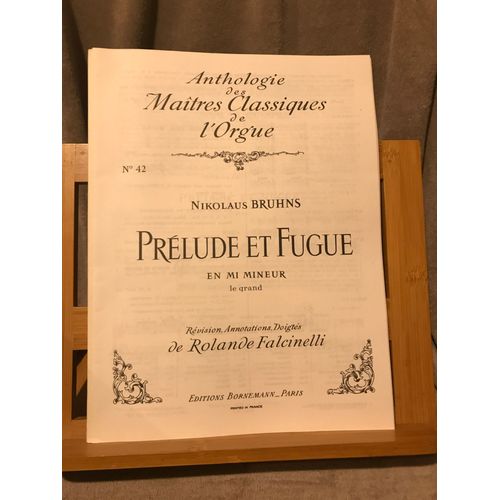 Anthologie
des
Maîtres Classiques
de
l'Orgue
Nº 42
NIKOLAUS BRUHNS
PRÉLUDE ET FUGUE
EN MI MINEUR
le grand
Révision, Annotations, Doigtés
de Rolande Falcinelli
EDITIONS BORNEMANN_PARIS
PRINTED IN FRANCE